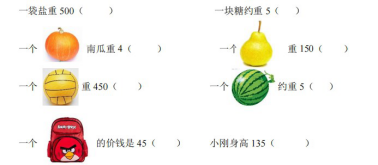 一袋盐重 500（  ）
一块糖约重 5（  ）
一个 南瓜重 4（  ）
一个 重 150（  ）
一个 重 450（  ）
一个 约重 5（  ）
一个 的价钱是 45（  ）
小刚身高 135（  ）